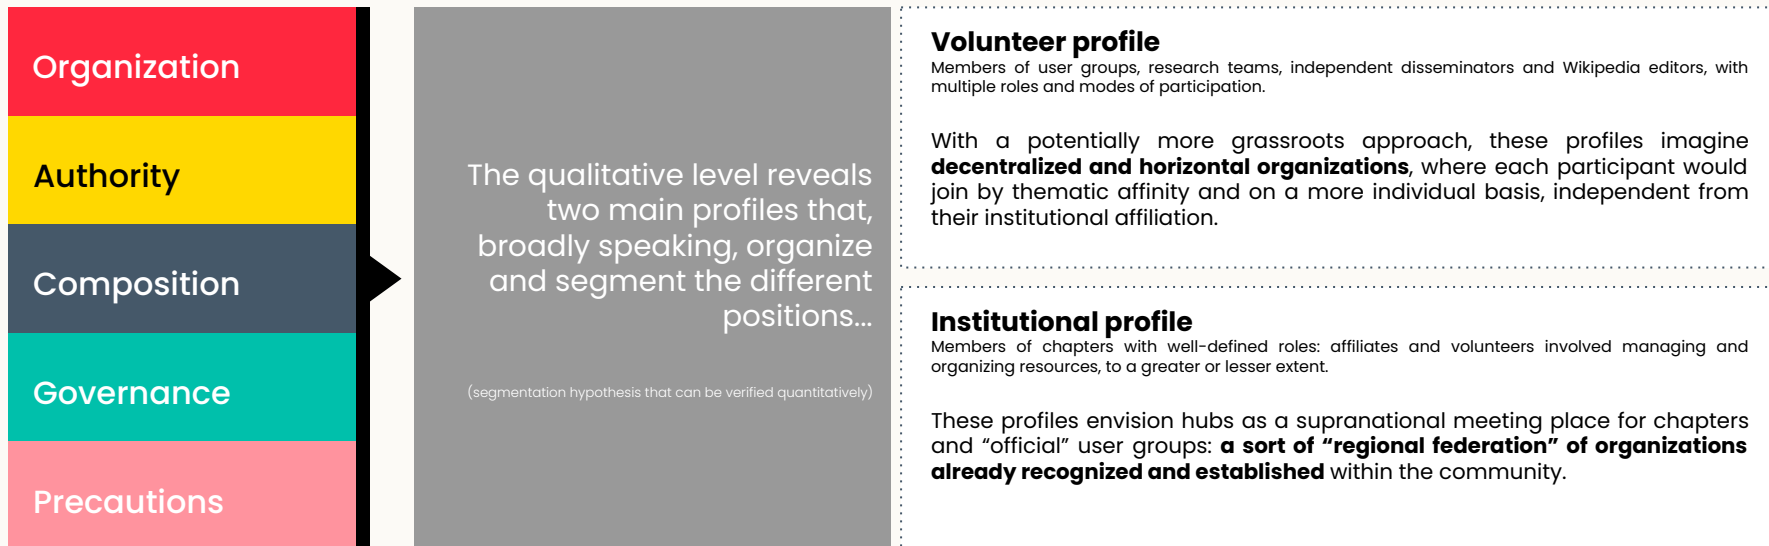 Organization
Authority
Composition
Governance
Precautions
The qualitative level reveals
two main profiles that,
broadly speaking, organize
and segment the different
positions...
(segmentation hypothesis that can be verified quantitatively)
Volunteer profile
Members of user groups, research teams, independent disseminators and Wikipedia editors, with
multiple roles and modes of participation.
With a potentially more grassroots approach, these profiles imagine
decentralized and horizontal organizations, where each participant would
join by thematic affinity and on a more individual basis, independent from
their institutional affiliation.
Institutional profile
Members of chapters with well-defined roles: affiliates and volunteers involved managing and
organizing resources, to a greater or lesser extent.
These profiles envision hubs as a supranational meeting place for chapters
and “official” user groups: a sort of “regional federation” of organizations
already recognized and established within the community.